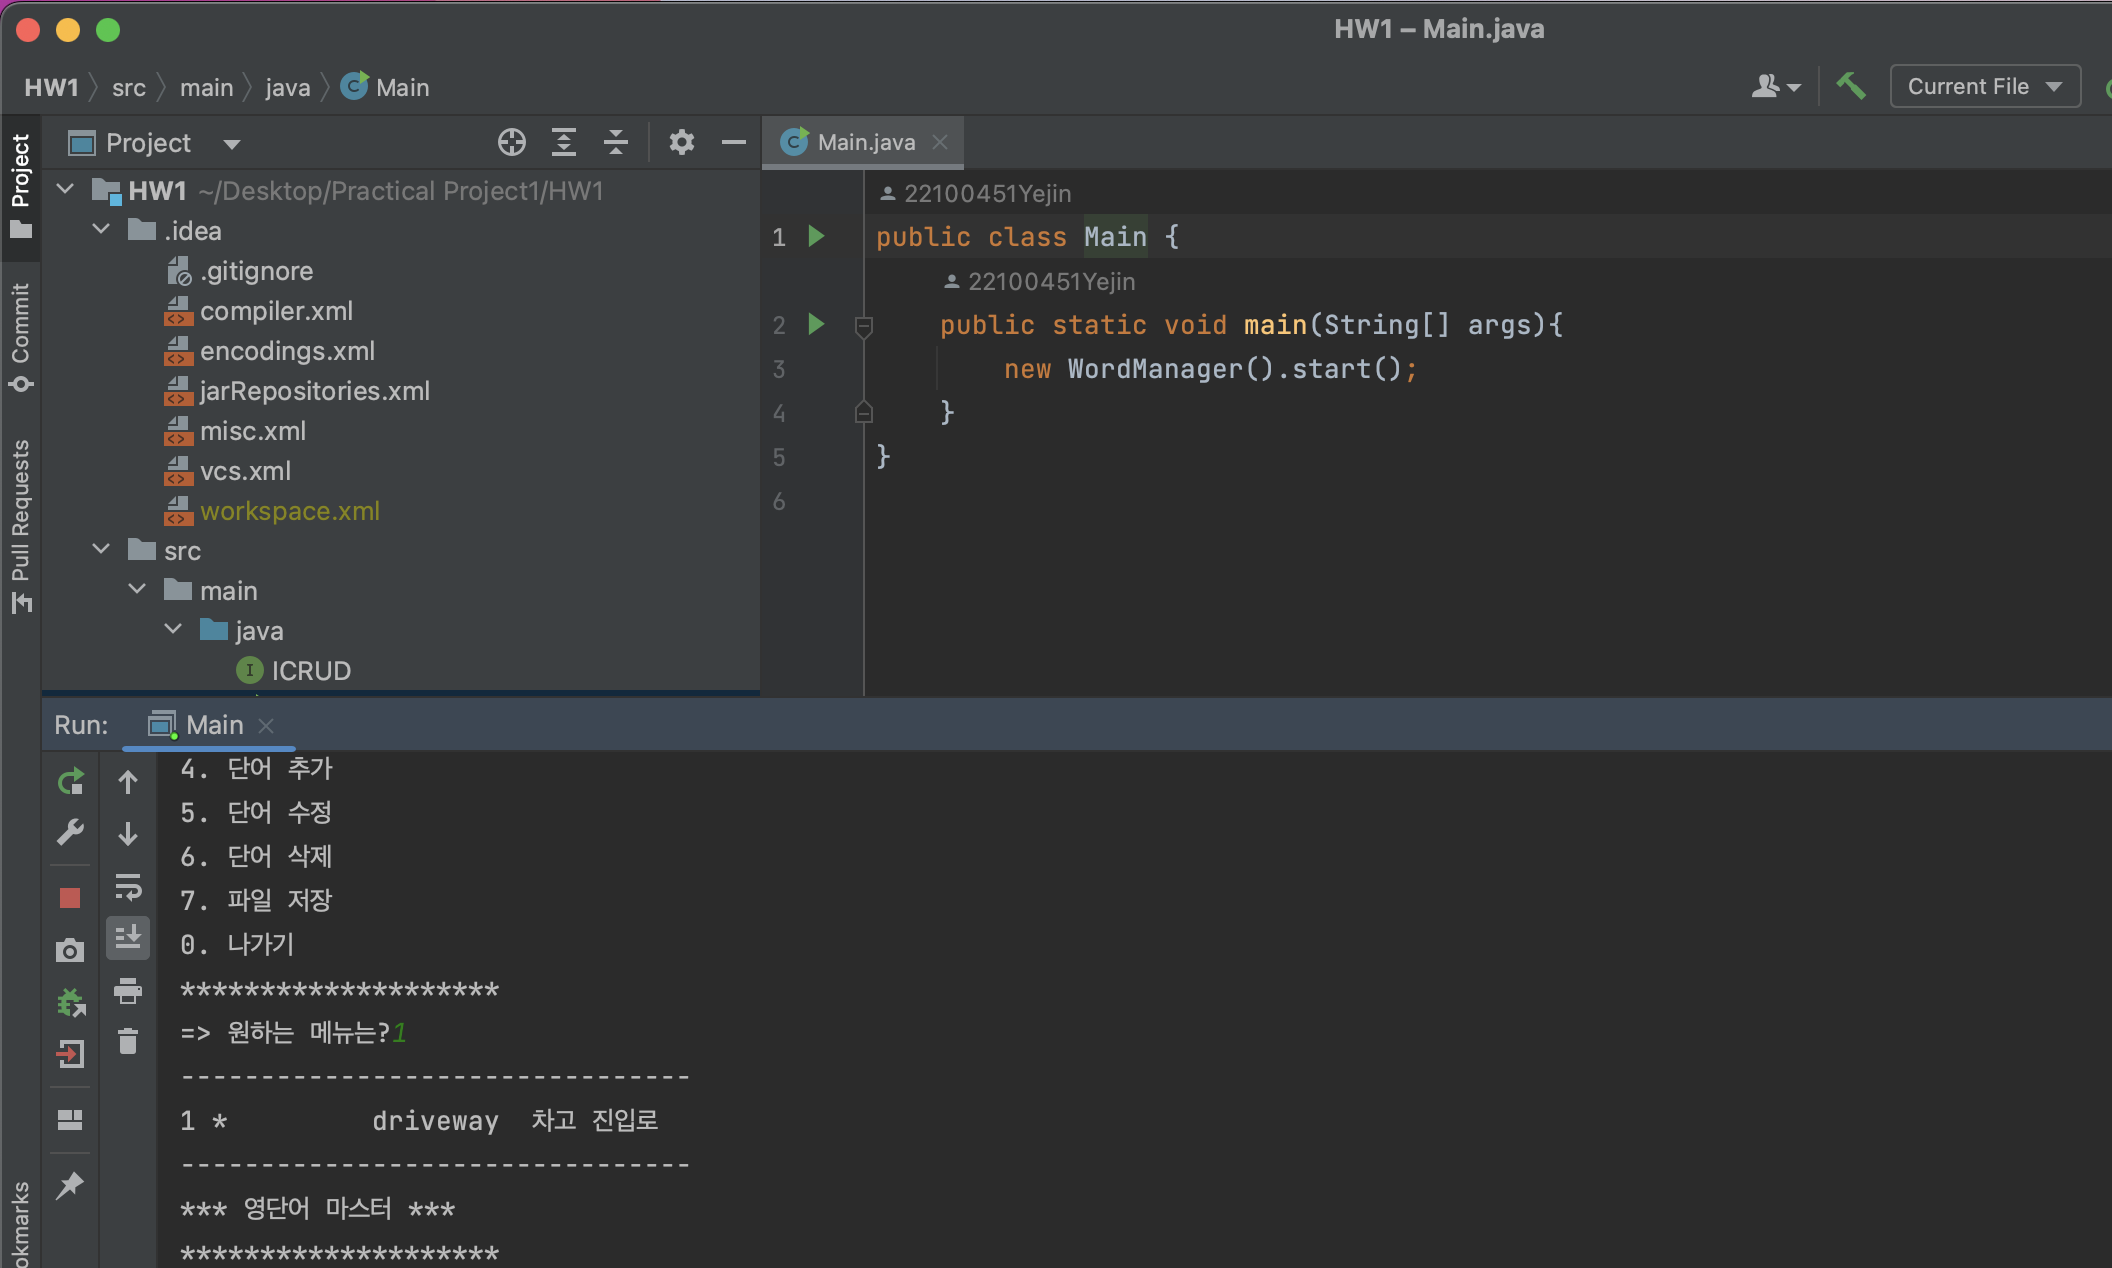 HW1 – Main.java
HW1 src main java Main
Current File
Project
Main.java
Project
Commit
Pull Requests
okmarks
HW1 ~/Desktop/Practical Project1/HW1
.idea
.gitignore
compiler.xml
encodings.xml
jarRepositories.xml
misc.xml
vcs.xml
workspace.xml
src
main
java
ICRUD
22100451Yejin
1 public class Main {
22100451Yejin
2 public static void main(String[] args){
3 new WordManager().start();
4 }
5 }
6
Run: Main
4. 단어 추가
5. 단어 수정
6. 단어 삭제
7. 파일 저장
0. 나가기
********************
=> 원하는 메뉴는?1
--------------------------------
1 * driveway 차고 진입로
--------------------------------
*** 영단어 마스터 ***
********************